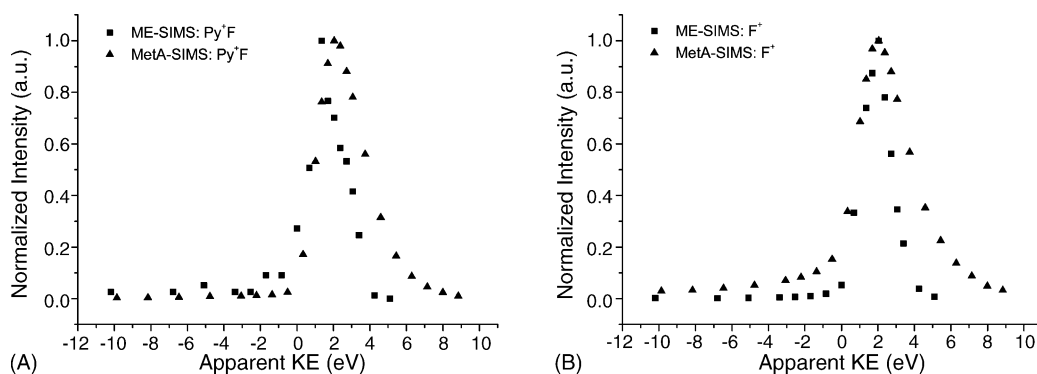 ME-SIMS: Py⁺F
MetA-SIMS: Py⁺F
Normalized Intensity (a.u.)
1.0
0.8
0.6
0.4
0.2
0.0
-12 -10 -8 -6 -4 -2 0 2 4 6 8 10
Apparent KE (eV)
(A)
ME-SIMS: F⁺
MetA-SIMS: F⁺
Normalized Intensity (a.u.)
1.0
0.8
0.6
0.4
0.2
0.0
-12 -10 -8 -6 -4 -2 0 2 4 6 8 10
Apparent KE (eV)
(B)